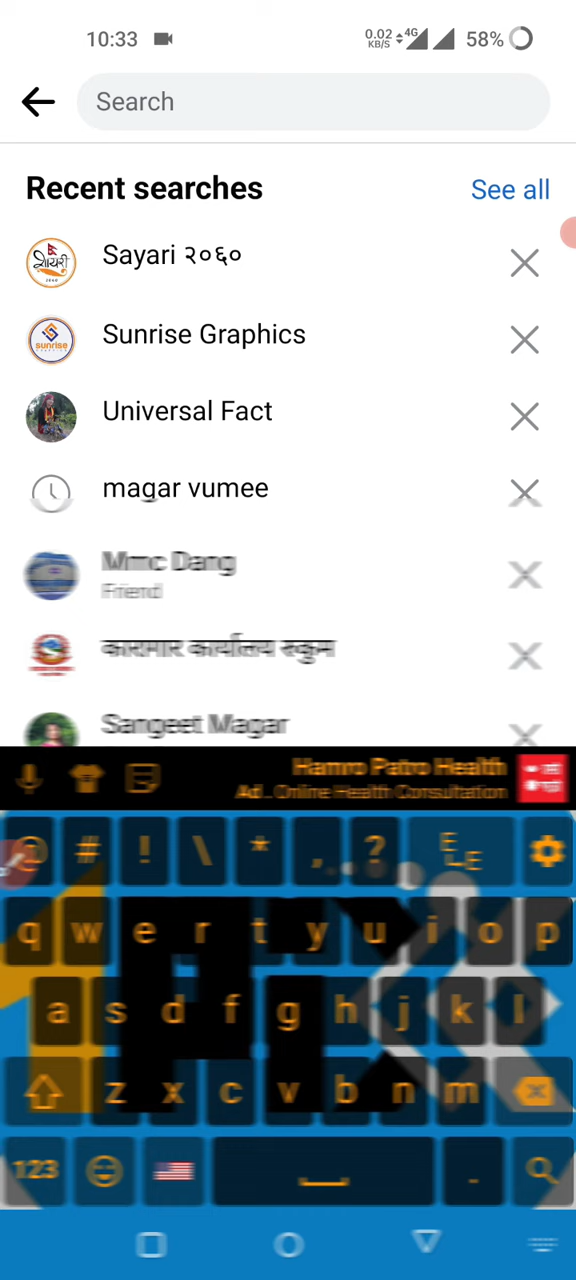 10:33 0.02 KB/S 4G 58%
Search
Recent searches See all
Sayari २०६०
Sunrise Graphics
Universal Fact
magar vumee
Mmc Dang
Friend
कारागार कार्यालय रुकुम
Sangeet Magar
Hamro Patro Health
Ad . Online Health Consultation
@ # ! \ * , ?
q w e r t y u i o p
a s d f g h j k l
z x c v b n m
123 .